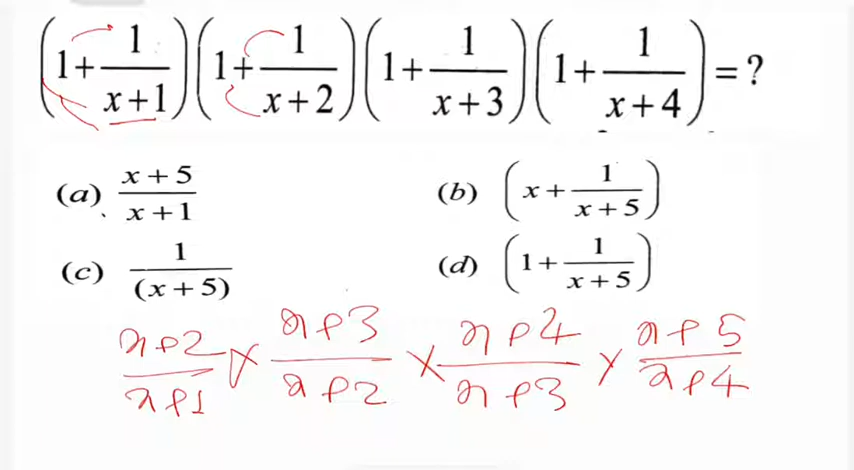 (1 + 1/(x+1)) (1 + 1/(x+2)) (1 + 1/(x+3)) (1 + 1/(x+4)) = ?
(a) (x+5)/(x+1) (b) (x + 1/(x+5))
(c) 1/(x+5) (d) (1 + 1/(x+5))
(x+2)/(x+1) × (x+3)/(x+2) × (x+4)/(x+3) × (x+5)/(x+4)